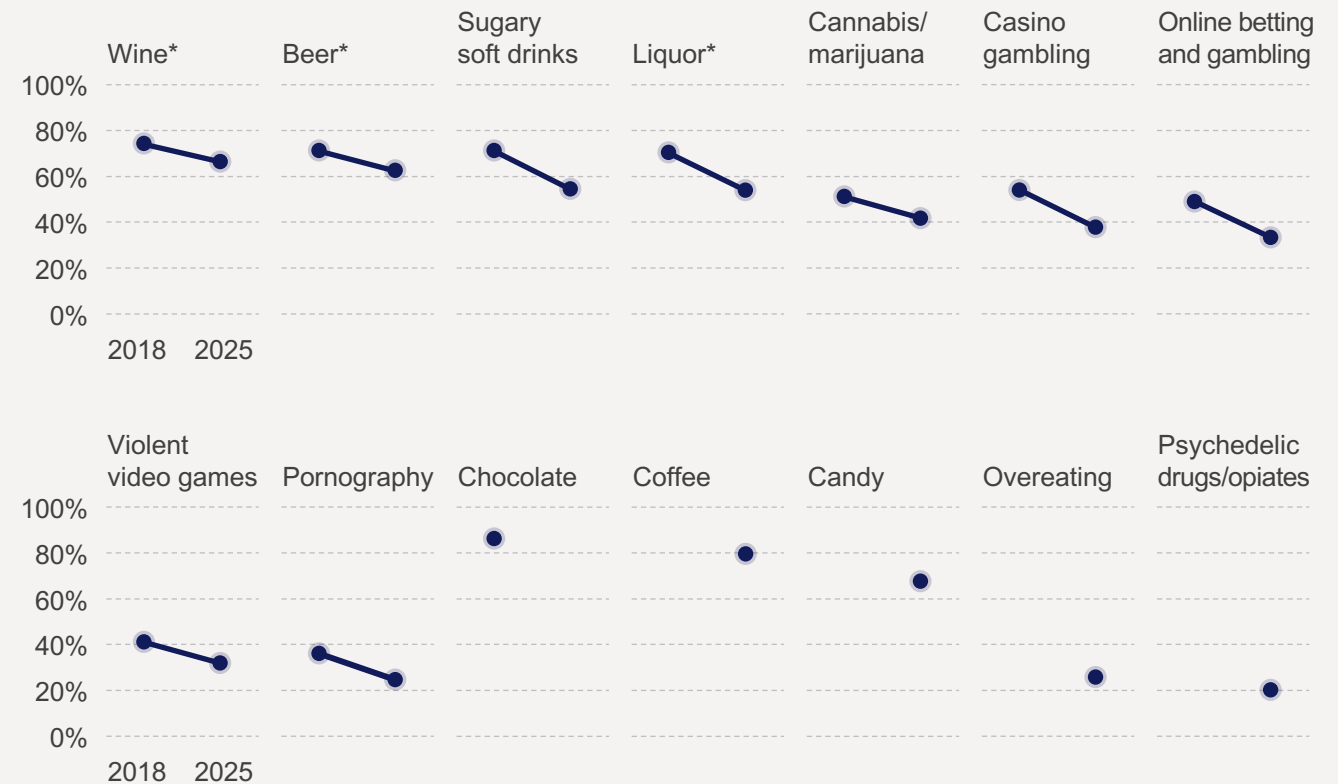 Wine*
Beer*
Sugary
soft drinks
Liquor*
Cannabis/
marijuana
Casino
gambling
Online betting
and gambling
100%
80%
60%
40%
20%
0%
2018 2025
Violent
video games
Pornography
Chocolate
Coffee
Candy
Overeating
Psychedelic
drugs/opiates
100%
80%
60%
40%
20%
0%
2018 2025